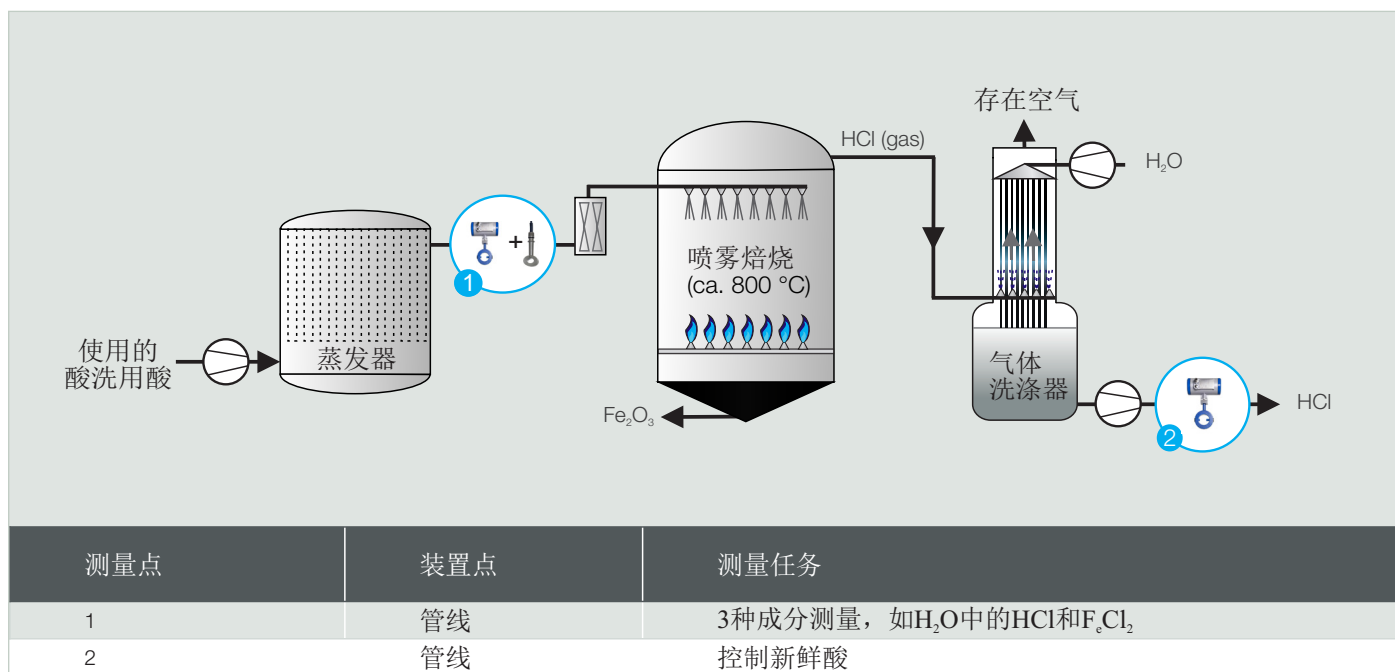 存在空气
HCl (gas)
H₂O
+
1
喷雾焙烧
(ca. 800 °C)
使用的
酸洗用酸
蒸发器
气体
洗涤器
Fe₂O₃
HCl
2
测量点 装置点 测量任务
1 管线 3种成分测量，如H₂O中的HCl和FₑCl₂
2 管线 控制新鲜酸